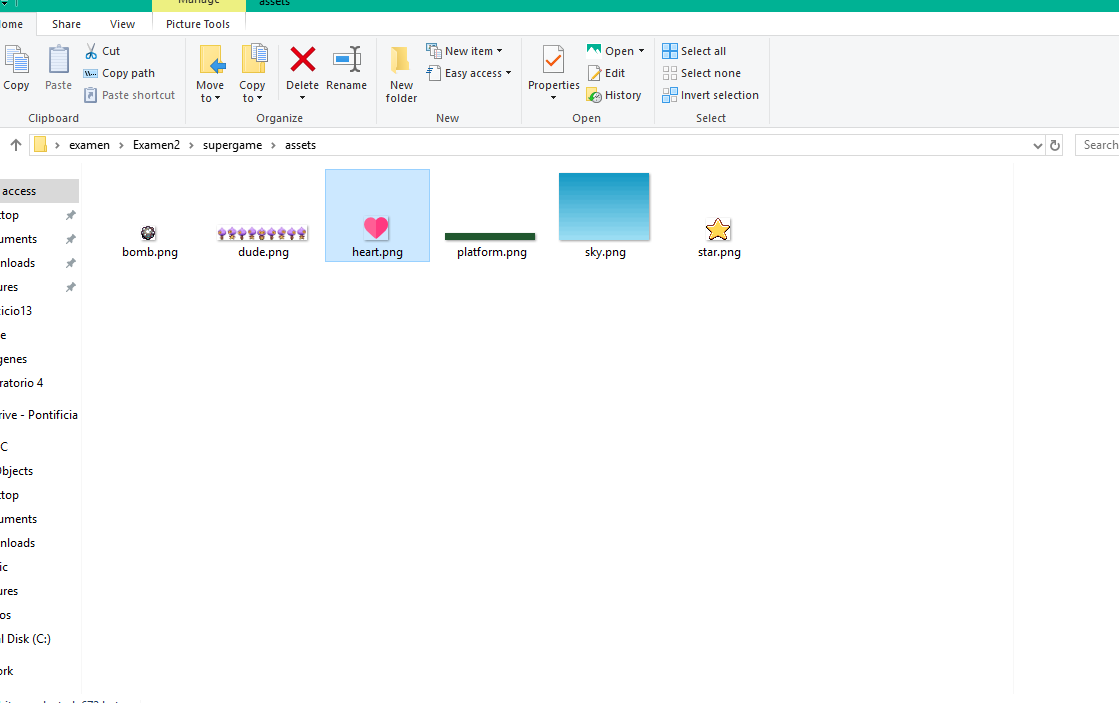 Manage assets
ome Share View Picture Tools
Copy Paste Cut Copy path Paste shortcut
Move to Copy to Delete Rename
New folder New item Easy access
Properties Open Edit History
Select all Select none Invert selection
Clipboard Organize New Open Select
examen > Examen2 > supergame > assets Search
access
top
uments
nloads
ures
icio13
e
genes
ratorio 4
rive - Pontificia
C
Objects
top
uments
nloads
ic
ures
os
l Disk (C:)
ork
bomb.png dude.png heart.png platform.png sky.png star.png